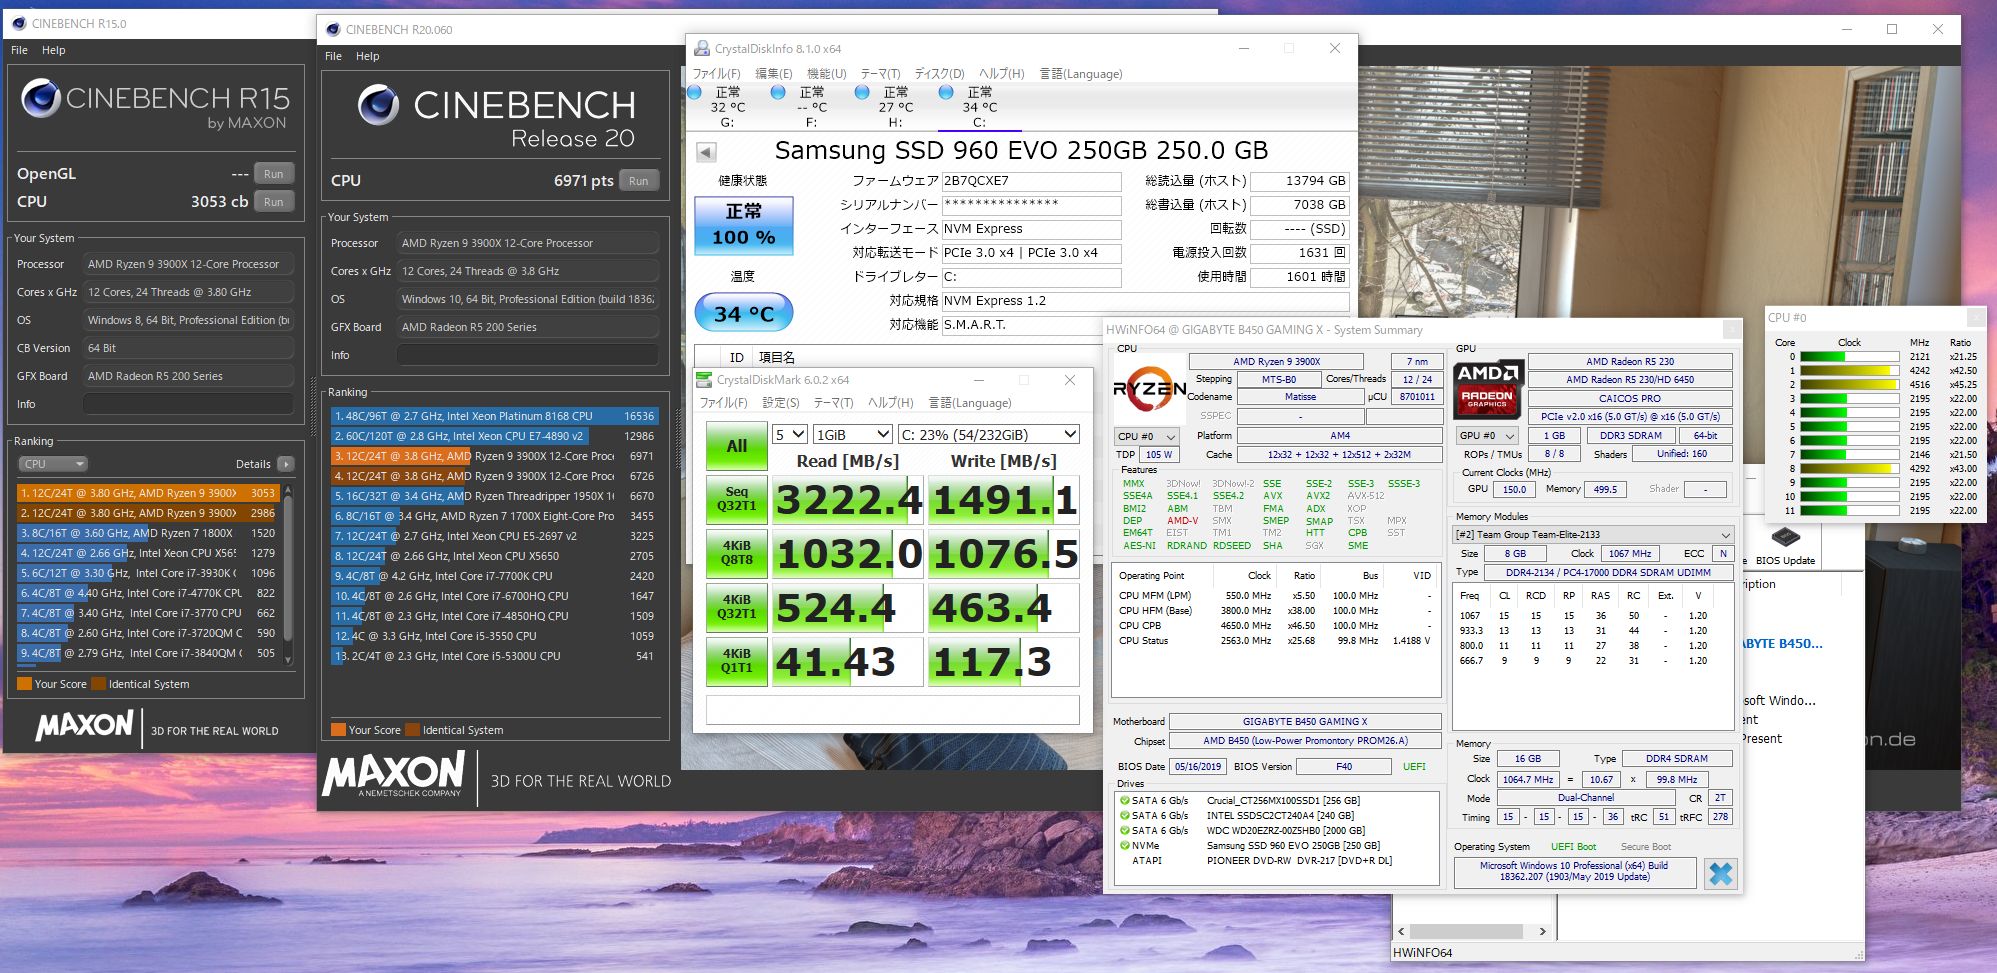 CINEBENCH R15.0
File Help
CINEBENCH R15
by MAXON
OpenGL --- Run
CPU 3053 cb Run
Your System
Processor AMD Ryzen 9 3900X 12-Core Processor
Cores x GHz 12 Cores, 24 Threads @ 3.80 GHz
OS Windows 8, 64 Bit, Professional Edition (bu
CB Version 64 Bit
GFX Board AMD Radeon R5 200 Series
Info
Ranking
CPU Details
1. 12C/24T @ 3.80 GHz, AMD Ryzen 9 3900X 3053
2. 12C/24T @ 3.80 GHz, AMD Ryzen 9 3900X 2986
3. 8C/16T @ 3.60 GHz, AMD Ryzen 7 1800X 1520
4. 12C/24T @ 2.66 GHz, Intel Xeon CPU X565 1279
5. 6C/12T @ 3.30 GHz, Intel Core i7-3930K C 1096
6. 4C/8T @ 4.40 GHz, Intel Core i7-4770K CPU 822
7. 4C/8T @ 3.40 GHz, Intel Core i7-3770 CPU 662
8. 4C/8T @ 2.60 GHz, Intel Core i7-3720QM C 590
9. 4C/8T @ 2.79 GHz, Intel Core i7-3840QM C 505
Your Score Identical System
MAXON 3D FOR THE REAL WORLD
CINEBENCH R20.060
File Help
CINEBENCH
Release 20
CPU 6971 pts Run
Your System
Processor AMD Ryzen 9 3900X 12-Core Processor
Cores x GHz 12 Cores, 24 Threads @ 3.8 GHz
OS Windows 10, 64 Bit, Professional Edition (build 18362
GFX Board AMD Radeon R5 200 Series
Info
Ranking
1. 48C/96T @ 2.7 GHz, Intel Xeon Platinum 8168 CPU 16536
2. 60C/120T @ 2.8 GHz, Intel Xeon CPU E7-4890 v2 12986
3. 12C/24T @ 3.8 GHz, AMD Ryzen 9 3900X 12-Core Proce 6971
4. 12C/24T @ 3.8 GHz, AMD Ryzen 9 3900X 12-Core Proce 6726
5. 16C/32T @ 3.4 GHz, AMD Ryzen Threadripper 1950X 16 6670
6. 8C/16T @ 3.4 GHz, AMD Ryzen 7 1700X Eight-Core Pro 3455
7. 12C/24T @ 2.7 GHz, Intel Xeon CPU E5-2697 v2 3225
8. 12C/24T @ 2.66 GHz, Intel Xeon CPU X5650 2705
9. 4C/8T @ 4.2 GHz, Intel Core i7-7700K CPU 2420
10. 4C/8T @ 2.6 GHz, Intel Core i7-6700HQ CPU 1647
11. 4C/8T @ 2.3 GHz, Intel Core i7-4850HQ CPU 1509
12. 4C @ 3.3 GHz, Intel Core i5-3550 CPU 1059
13. 2C/4T @ 2.3 GHz, Intel Core i5-5300U CPU 541
Your Score Identical System
MAXON 3D FOR THE REAL WORLD
A NEMETSCHEK COMPANY
CrystalDiskInfo 8.1.0 x64
ファイル(F) 編集(E) 機能(U) テーマ(T) ディスク(D) ヘルプ(H) 言語(Language)
正常 正常 正常 正常
32 °C -- °C 27 °C 34 °C
G: F: H: C:
Samsung SSD 960 EVO 250GB 250.0 GB
健康状態
正常
100 %
温度
34 °C
ファームウェア 2B7QCXE7
シリアルナンバー ***************
インターフェース NVM Express
対応転送モード PCIe 3.0 x4 | PCIe 3.0 x4
ドライブレター C:
対応規格 NVM Express 1.2
対応機能 S.M.A.R.T.
総読込量 (ホスト) 13794 GB
総書込量 (ホスト) 7038 GB
回転数 ---- (SSD)
電源投入回数 1631 回
使用時間 1601 時間
ID 項目名
CrystalDiskMark 6.0.2 x64
ファイル(F) 設定(S) テーマ(T) ヘルプ(H) 言語(Language)
All 5 1GiB C: 23% (54/232GiB)
Read [MB/s] Write [MB/s]
Seq Q32T1 3222.4 1491.1
4KiB Q8T8 1032.0 1076.5
4KiB Q32T1 524.4 463.4
4KiB Q1T1 41.43 117.3
HWiNFO64 @ GIGABYTE B450 GAMING X - System Summary
CPU
RYZEN
AMD Ryzen 9 3900X 7 nm
Stepping MTS-B0 Cores/Threads 12 / 24
Codename Matisse μCU 8701011
SSPEC -
CPU #0 Platform AM4
TDP 105 W Cache 12x32 + 12x32 + 12x512 + 2x32M
Features
MMX 3DNow! 3DNow!-2 SSE SSE-2 SSE-3 SSSE-3
SSE4A SSE4.1 SSE4.2 AVX AVX2 AVX-512
BMI2 ABM TBM FMA ADX XOP
DEP AMD-V SMX SMEP SMAP TSX MPX
EM64T EIST TM1 TM2 HTT CPB SST
AES-NI RDRAND RDSEED SHA SGX SME
Operating Point Clock Ratio Bus VID
CPU MFM (LPM) 550.0 MHz x5.50 100.0 MHz -
CPU HFM (Base) 3800.0 MHz x38.00 100.0 MHz -
CPU CPB 4650.0 MHz x46.50 100.0 MHz -
CPU Status 2563.0 MHz x25.68 99.8 MHz 1.4188 V
Motherboard GIGABYTE B450 GAMING X
Chipset AMD B450 (Low-Power Promontory PROM26.A)
BIOS Date 05/16/2019 BIOS Version F40 UEFI
Drives
SATA 6 Gb/s Crucial_CT256MX100SSD1 [256 GB]
SATA 6 Gb/s INTEL SSDSC2CT240A4 [240 GB]
SATA 6 Gb/s WDC WD20EZRZ-00Z5HB0 [2000 GB]
NVMe Samsung SSD 960 EVO 250GB [250 GB]
ATAPI PIONEER DVD-RW DVR-217 [DVD+R DL]
GPU
AMD RADEON GRAPHICS
AMD Radeon R5 230
AMD Radeon R5 230/HD 6450
CAICOS PRO
PCIe v2.0 x16 (5.0 GT/s) @ x16 (5.0 GT/s)
GPU #0 1 GB DDR3 SDRAM 64-bit
ROPs / TMUs 8 / 8 Shaders Unified: 160
Current Clocks (MHz)
GPU 150.0 Memory 499.5 Shader -
Memory Modules
[#2] Team Group Team-Elite-2133
Size 8 GB Clock 1067 MHz ECC N
Type DDR4-2134 / PC4-17000 DDR4 SDRAM UDIMM
Freq CL RCD RP RAS RC Ext. V
1067 15 15 15 36 50 - 1.20
933.3 13 13 13 31 44 - 1.20
800.0 11 11 11 27 38 - 1.20
666.7 9 9 9 22 31 - 1.20
Memory
Size 16 GB Type DDR4 SDRAM
Clock 1064.7 MHz = 10.67 x 99.8 MHz
Mode Dual-Channel CR 2T
Timing 15 - 15 - 15 - 36 tRC 51 tRFC 278
Operating System UEFI Boot Secure Boot
Microsoft Windows 10 Professional (x64) Build
18362.207 (1903/May 2019 Update)
CPU #0
Core Clock MHz Ratio
0 2121 x21.25
1 4242 x42.50
2 4516 x45.25
3 2195 x22.00
4 2195 x22.00
5 2195 x22.00
6 2195 x22.00
7 2146 x21.50
8 4292 x43.00
9 2195 x22.00
10 2195 x22.00
11 2195 x22.00
e BIOS Update
ription
ABYTE B450...
soft Windo...
ent
Present
n.de
HWiNFO64